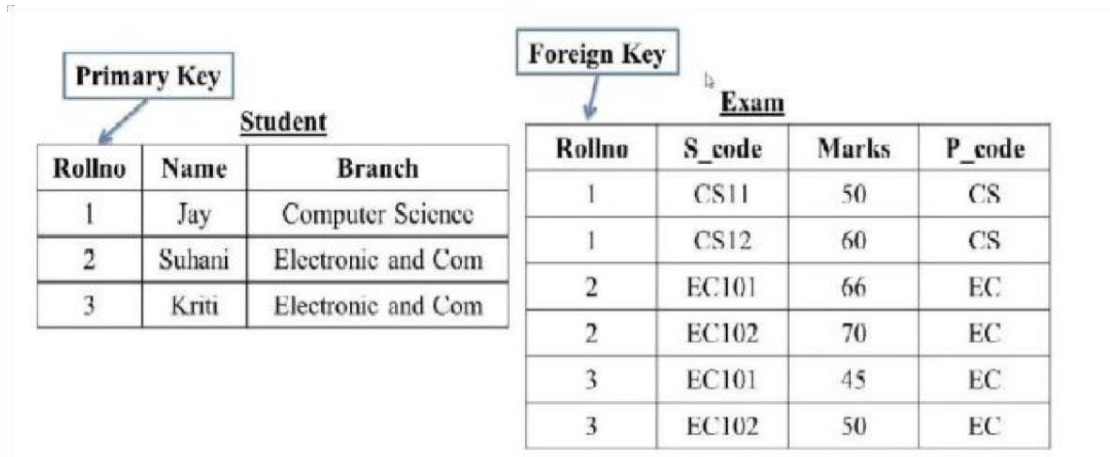 Primary Key
Student
Rollno Name Branch
1 Jay Computer Science
2 Suhani Electronic and Com
3 Kriti Electronic and Com
Foreign Key
Exam
Rollno S_code Marks P_code
1 CS11 50 CS
1 CS12 60 CS
2 EC101 66 EC
2 EC102 70 EC
3 EC101 45 EC
3 EC102 50 EC